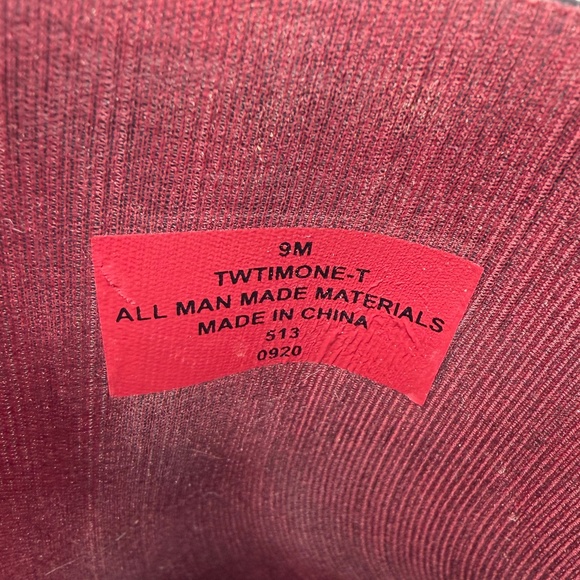 9M
TWTIMONE-T
ALL MAN MADE MATERIALS
MADE IN CHINA
513
0920